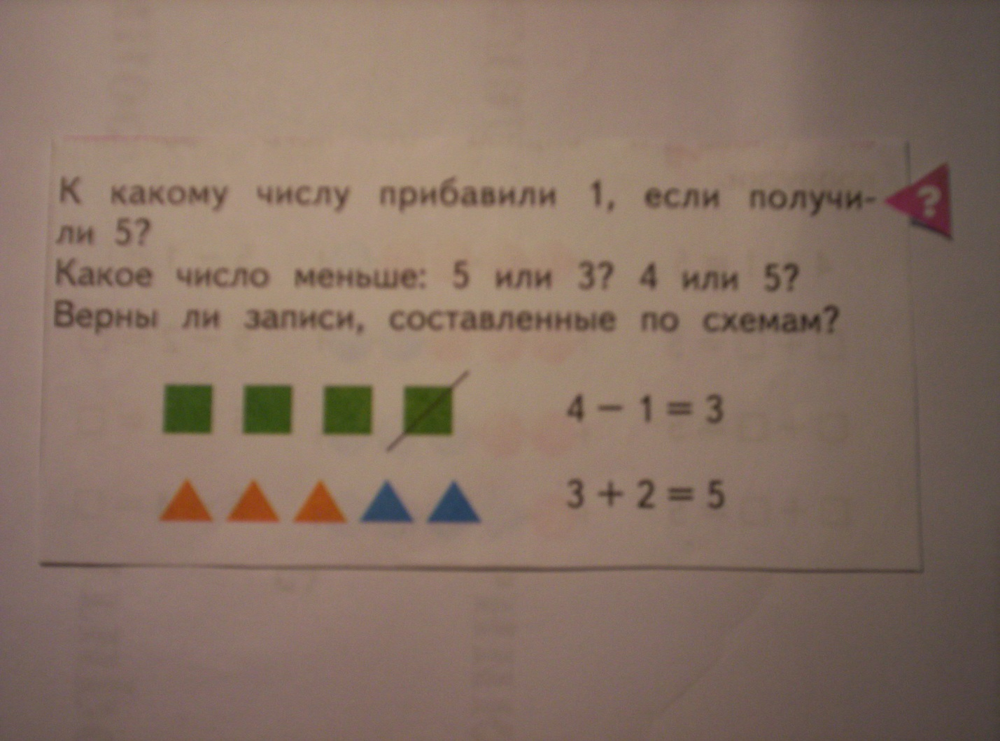 К какому числу прибавили 1, если получи-
ли 5?
?
Какое число меньше: 5 или 3? 4 или 5?
Верны ли записи, составленные по схемам?
4 − 1 = 3
3 + 2 = 5